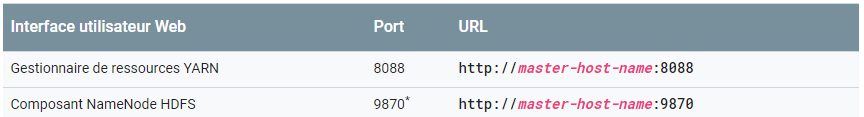 Interface utilisateur Web Port URL
Gestionnaire de ressources YARN 8088 http://master-host-name:8088
Composant NameNode HDFS 9870* http://master-host-name:9870